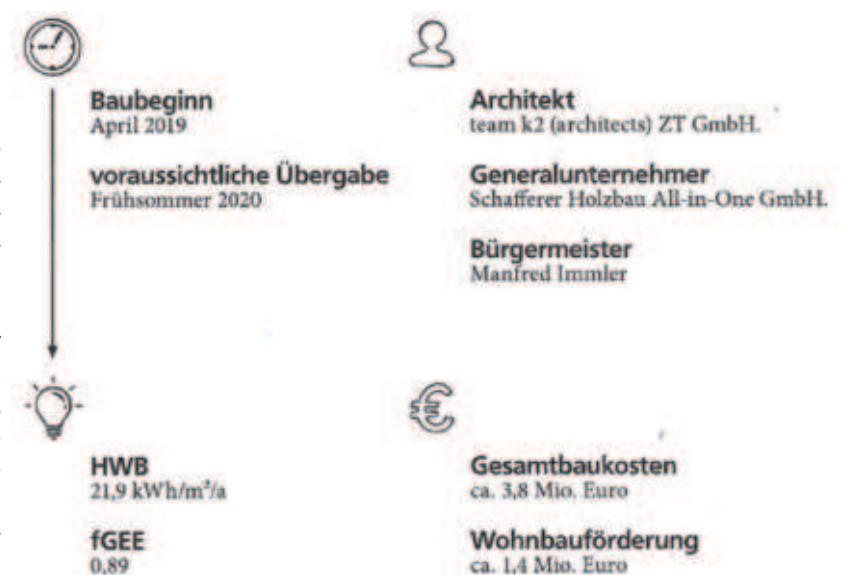 Baubeginn
April 2019
voraussichtliche Übergabe
Frühsommer 2020
Architekt
team k2 (architects) ZT GmbH.
Generalunternehmer
Schafferer Holzbau All-in-One GmbH.
Bürgermeister
Manfred Immler
HWB
21,9 kWh/m²/a
fGEE
0,89
Gesamtbaukosten
ca. 3,8 Mio. Euro
Wohnbauförderung
ca. 1,4 Mio. Euro